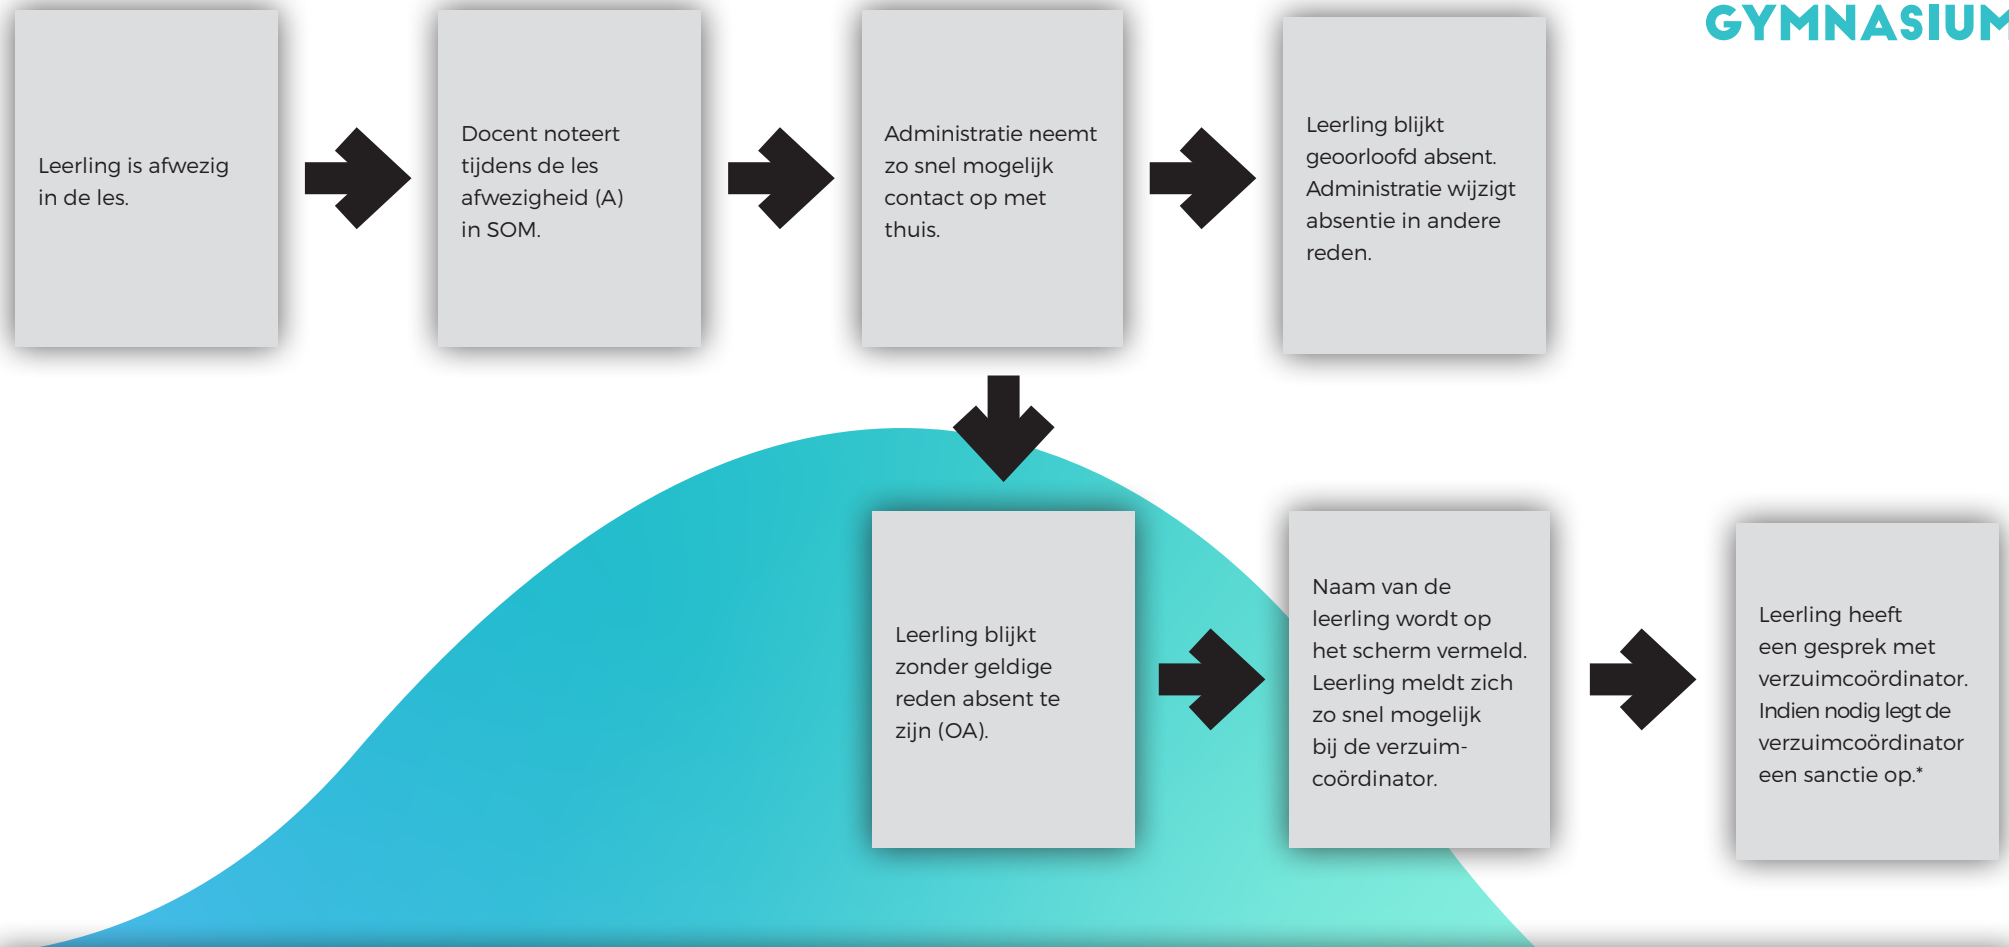 GYMNASIUM
Leerling is afwezig
in de les.
Docent noteert
tijdens de les
afwezigheid (A)
in SOM.
Administratie neemt
zo snel mogelijk
contact op met
thuis.
Leerling blijkt
geoorloofd absent.
Administratie wijzigt
absentie in andere
reden.
Leerling blijkt
zonder geldige
reden absent te
zijn (OA).
Naam van de
leerling wordt op
het scherm vermeld.
Leerling meldt zich
zo snel mogelijk
bij de verzuim-
coördinator.
Leerling heeft
een gesprek met
verzuimcoördinator.
Indien nodig legt de
verzuimcoördinator
een sanctie op.*